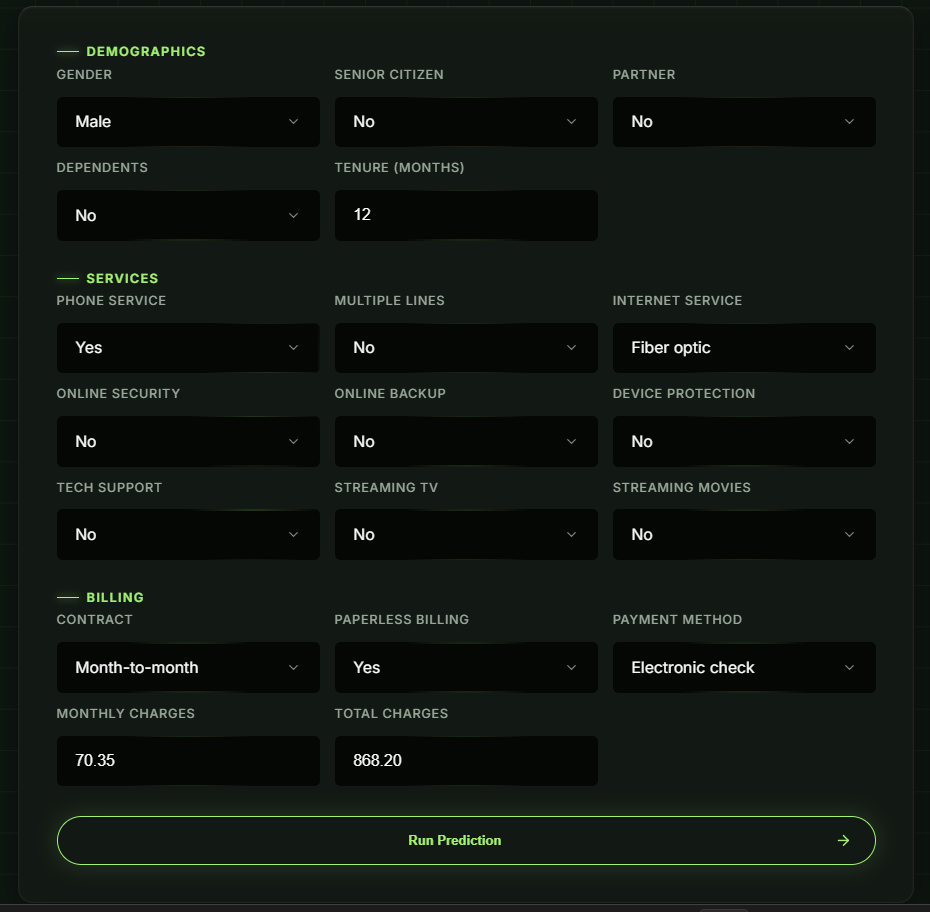 DEMOGRAPHICS
GENDER SENIOR CITIZEN PARTNER
Male No No
DEPENDENTS TENURE (MONTHS)
No 12
SERVICES
PHONE SERVICE MULTIPLE LINES INTERNET SERVICE
Yes No Fiber optic
ONLINE SECURITY ONLINE BACKUP DEVICE PROTECTION
No No No
TECH SUPPORT STREAMING TV STREAMING MOVIES
No No No
BILLING
CONTRACT PAPERLESS BILLING PAYMENT METHOD
Month-to-month Yes Electronic check
MONTHLY CHARGES TOTAL CHARGES
70.35 868.20
Run Prediction